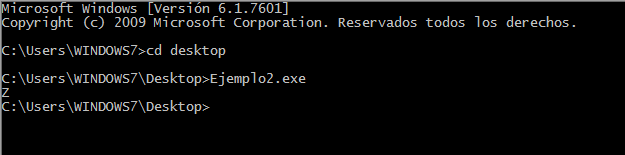 Microsoft Windows [Versión 6.1.7601]
Copyright (c) 2009 Microsoft Corporation. Reservados todos los derechos.
C:\Users\WINDOWS7>cd desktop
C:\Users\WINDOWS7\Desktop>Ejemplo2.exe
Z
C:\Users\WINDOWS7\Desktop>